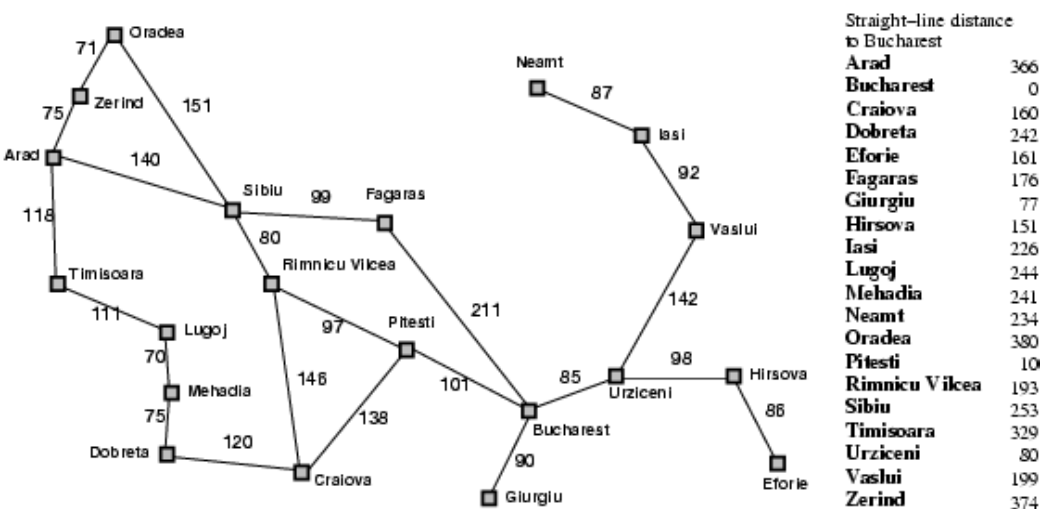 Oradea
71
Neamt
Zerind
151
87
75
Iasi
Arad
140
92
Sibiu
Fagaras
99
118
Vaslui
80
Rimnicu Vilcea
Timisoara
142
111
211
Lugoj
97
Pitesti
70
98
Hirsova
146
85
Mehadia
101
Urziceni
86
75
138
Bucharest
120
Dobreta
90
Craiova
Eforie
Giurgiu
Straight–line distance
to Bucharest
Arad 366
Bucharest 0
Craiova 160
Dobreta 242
Eforie 161
Fagaras 176
Giurgiu 77
Hirsova 151
Iasi 226
Lugoj 244
Mehadia 241
Neamt 234
Oradea 380
Pitesti
Rimnicu Vilcea 193
Sibiu 253
Timisoara 329
Urziceni 80
Vaslui 199
Zerind 374